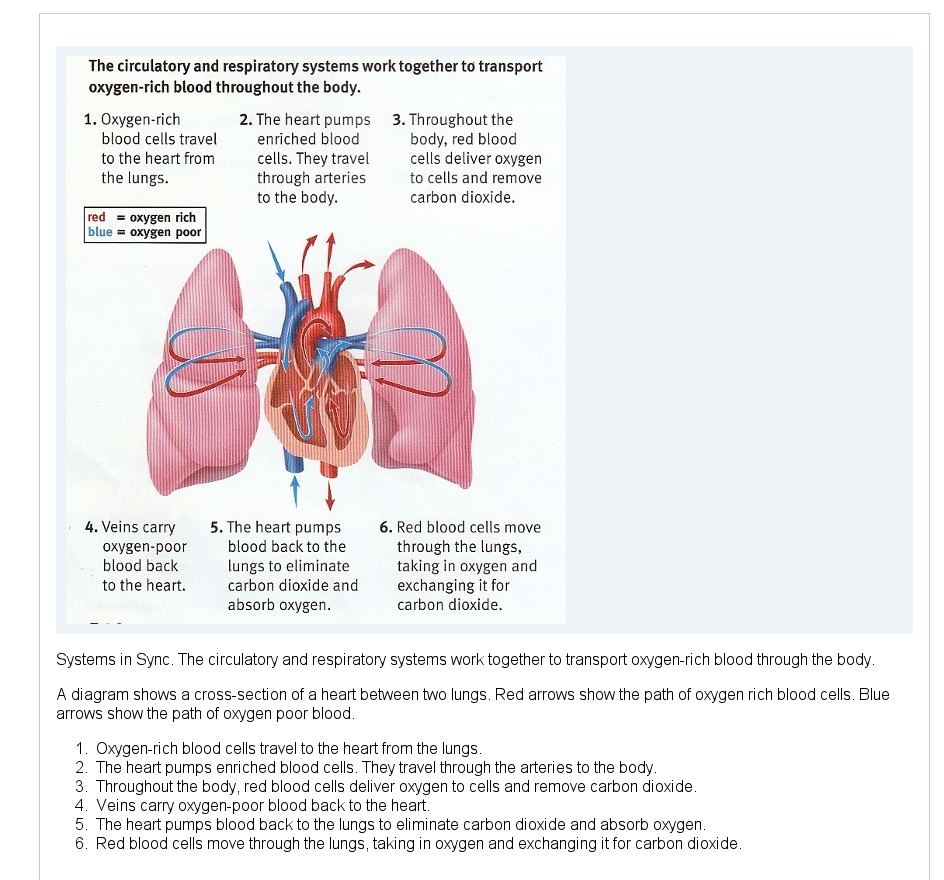 The circulatory and respiratory systems work together to transport
oxygen-rich blood throughout the body.
1. Oxygen-rich
blood cells travel
to the heart from
the lungs.
2. The heart pumps
enriched blood
cells. They travel
through arteries
to the body.
3. Throughout the
body, red blood
cells deliver oxygen
to cells and remove
carbon dioxide.
red = oxygen rich
blue = oxygen poor
4. Veins carry
oxygen-poor
blood back
to the heart.
5. The heart pumps
blood back to the
lungs to eliminate
carbon dioxide and
absorb oxygen.
6. Red blood cells move
through the lungs,
taking in oxygen and
exchanging it for
carbon dioxide.
Systems in Sync. The circulatory and respiratory systems work together to transport oxygen-rich blood through the body.
A diagram shows a cross-section of a heart between two lungs. Red arrows show the path of oxygen rich blood cells. Blue
arrows show the path of oxygen poor blood.
1. Oxygen-rich blood cells travel to the heart from the lungs.
2. The heart pumps enriched blood cells. They travel through the arteries to the body.
3. Throughout the body, red blood cells deliver oxygen to cells and remove carbon dioxide.
4. Veins carry oxygen-poor blood back to the heart.
5. The heart pumps blood back to the lungs to eliminate carbon dioxide and absorb oxygen.
6. Red blood cells move through the lungs, taking in oxygen and exchanging it for carbon dioxide.